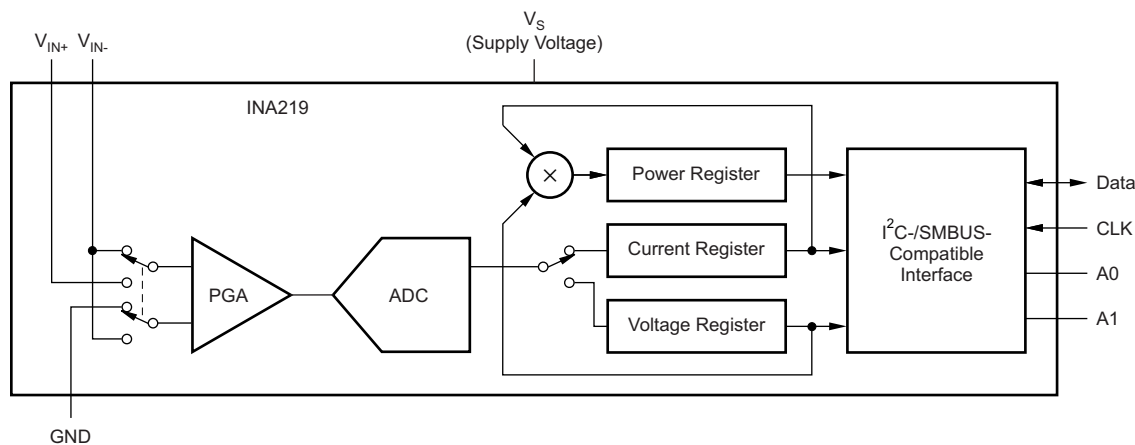 V_S
(Supply Voltage)
V_IN+
V_IN-
INA219
×
Power Register
Current Register
Voltage Register
PGA
ADC
I²C-/SMBUS-
Compatible
Interface
Data
CLK
A0
A1
GND